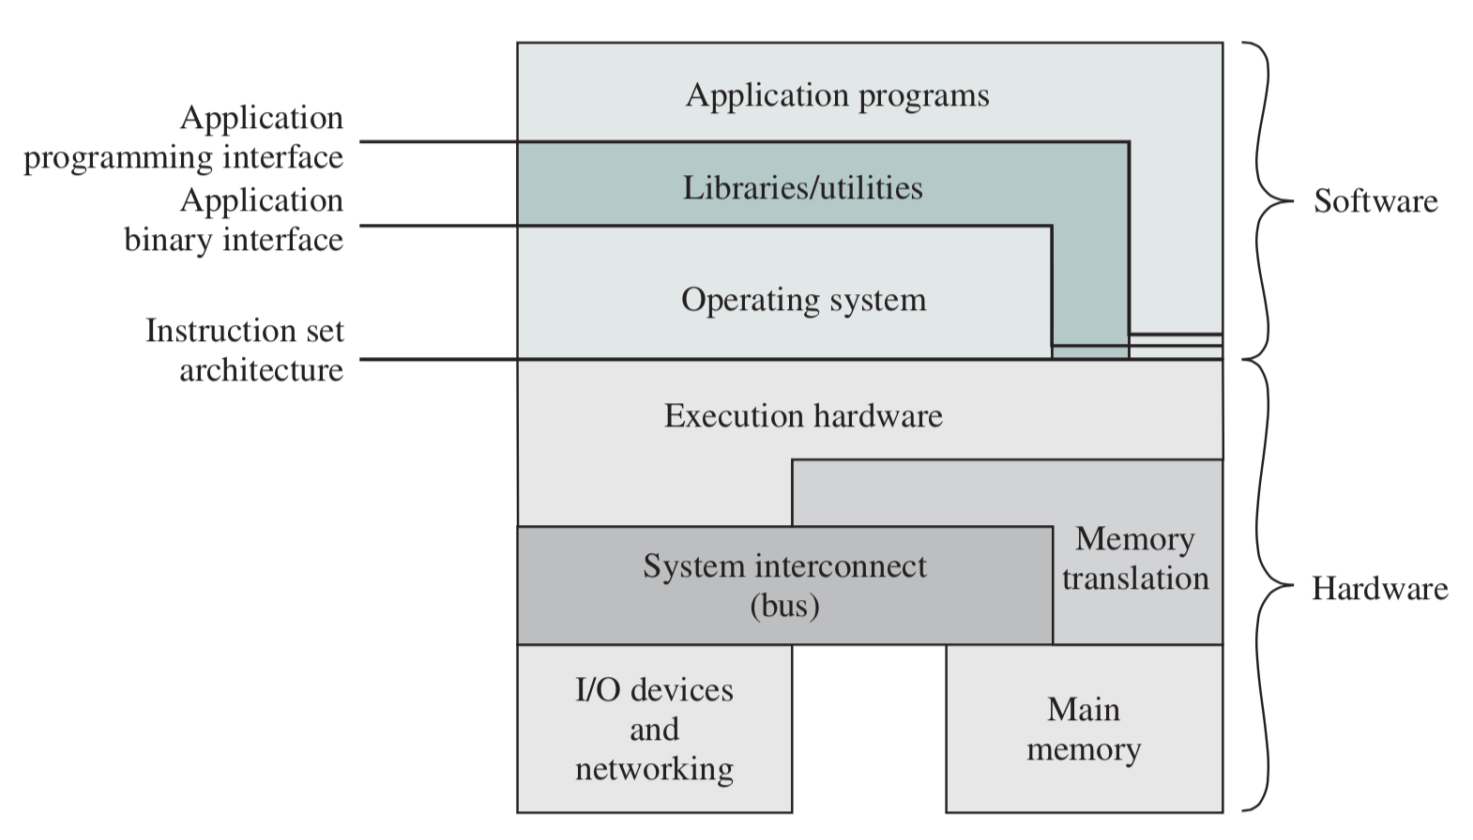 Application programs
Application
programming interface
Libraries/utilities
Application
binary interface
Software
Operating system
Instruction set
architecture
Execution hardware
Memory
translation
System interconnect
(bus)
Hardware
I/O devices
and
networking
Main
memory